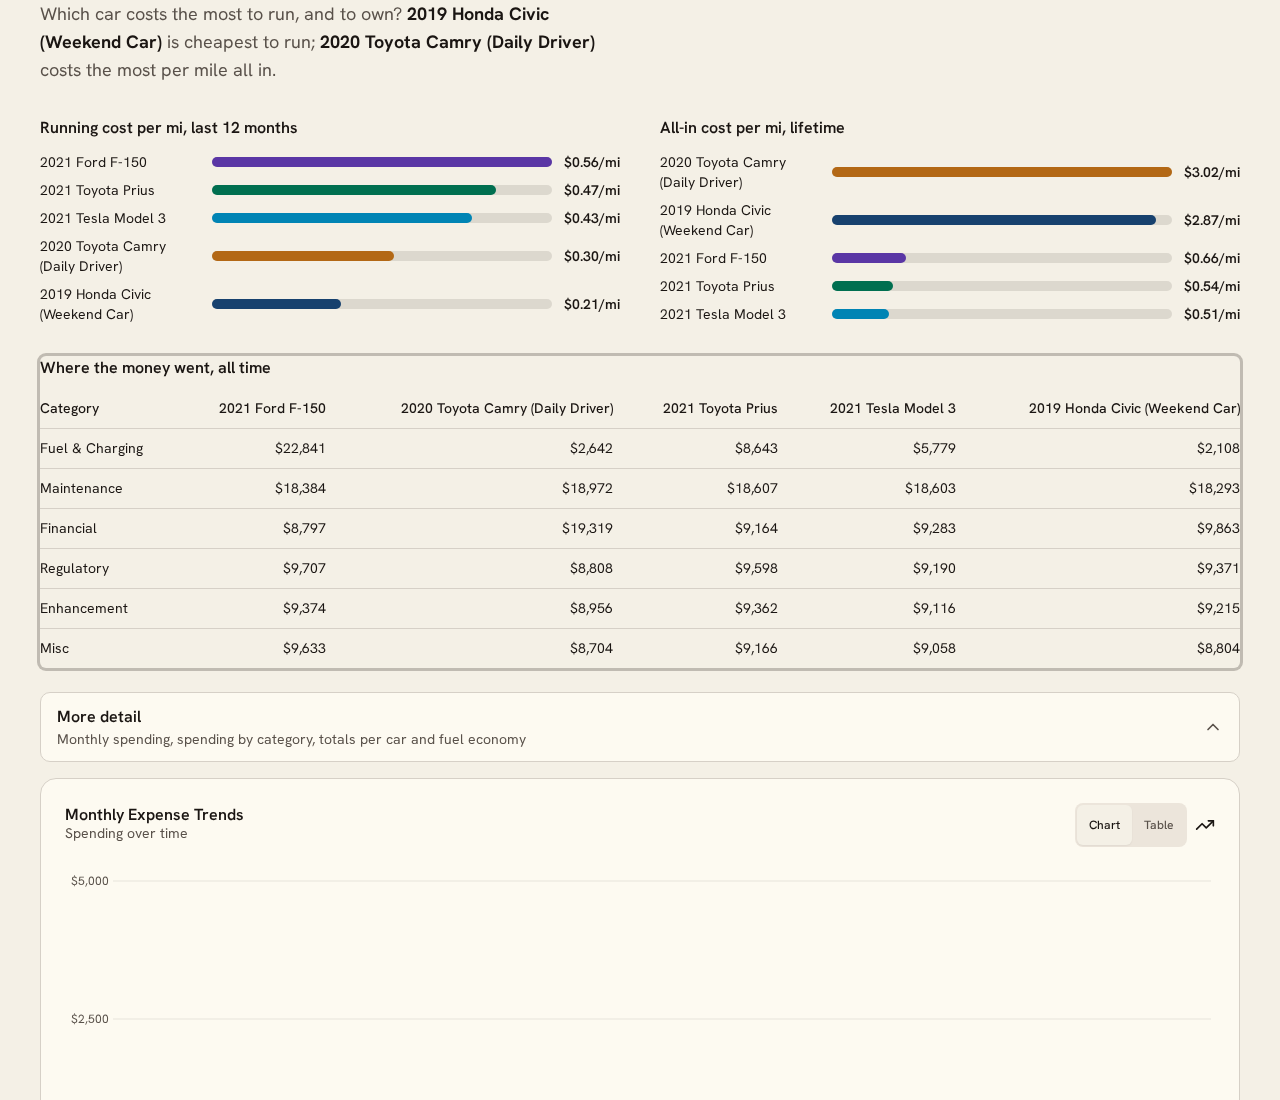 Which car costs the most to run, and to own? 2019 Honda Civic
(Weekend Car) is cheapest to run; 2020 Toyota Camry (Daily Driver)
costs the most per mile all in.
Running cost per mi, last 12 months
2021 Ford F-150 $0.56/mi
2021 Toyota Prius $0.47/mi
2021 Tesla Model 3 $0.43/mi
2020 Toyota Camry
(Daily Driver) $0.30/mi
2019 Honda Civic
(Weekend Car) $0.21/mi
All-in cost per mi, lifetime
2020 Toyota Camry
(Daily Driver) $3.02/mi
2019 Honda Civic
(Weekend Car) $2.87/mi
2021 Ford F-150 $0.66/mi
2021 Toyota Prius $0.54/mi
2021 Tesla Model 3 $0.51/mi
Where the money went, all time
Category 2021 Ford F-150 2020 Toyota Camry (Daily Driver) 2021 Toyota Prius 2021 Tesla Model 3 2019 Honda Civic (Weekend Car)
Fuel & Charging $22,841 $2,642 $8,643 $5,779 $2,108
Maintenance $18,384 $18,972 $18,607 $18,603 $18,293
Financial $8,797 $19,319 $9,164 $9,283 $9,863
Regulatory $9,707 $8,808 $9,598 $9,190 $9,371
Enhancement $9,374 $8,956 $9,362 $9,116 $9,215
Misc $9,633 $8,704 $9,166 $9,058 $8,804
More detail
Monthly spending, spending by category, totals per car and fuel economy
Monthly Expense Trends
Spending over time
Chart Table
$5,000
$2,500